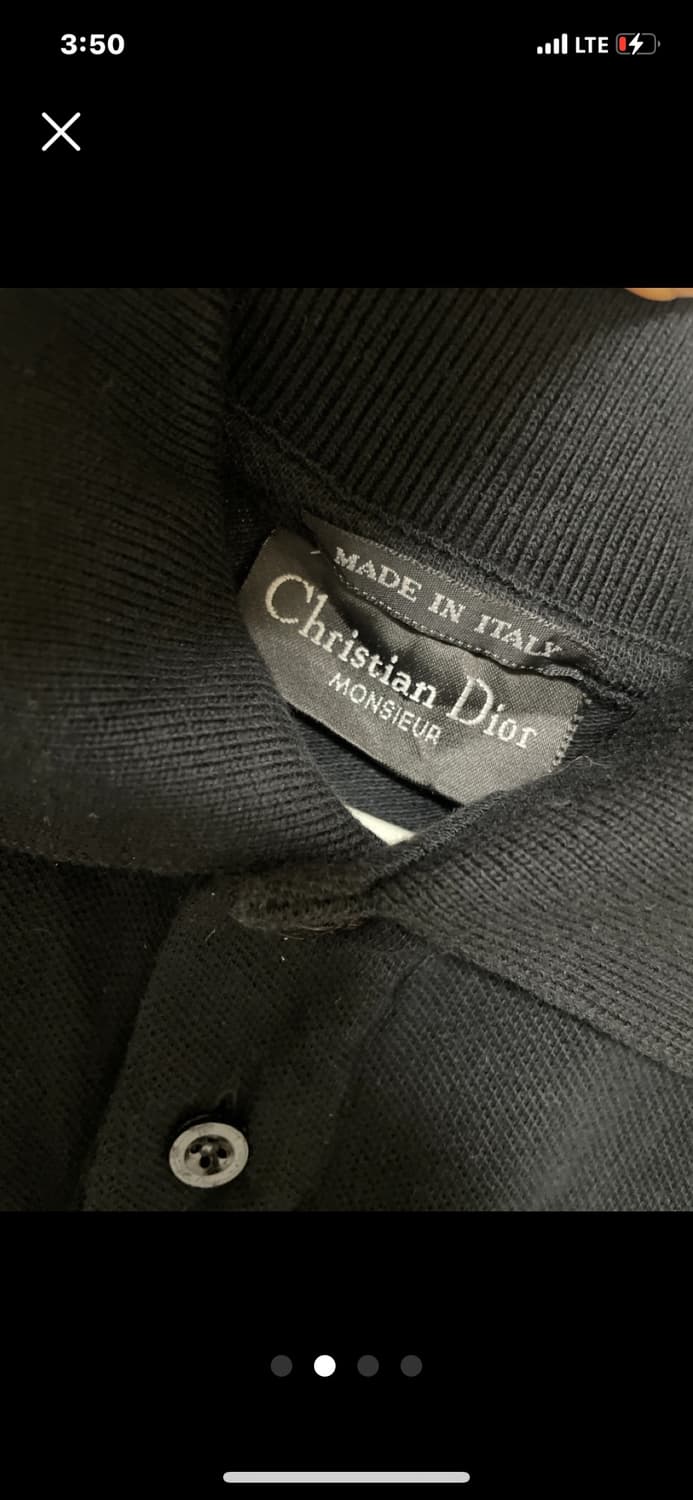 3:50
LTE
MADE IN ITALY
Christian Dior
MONSIEUR